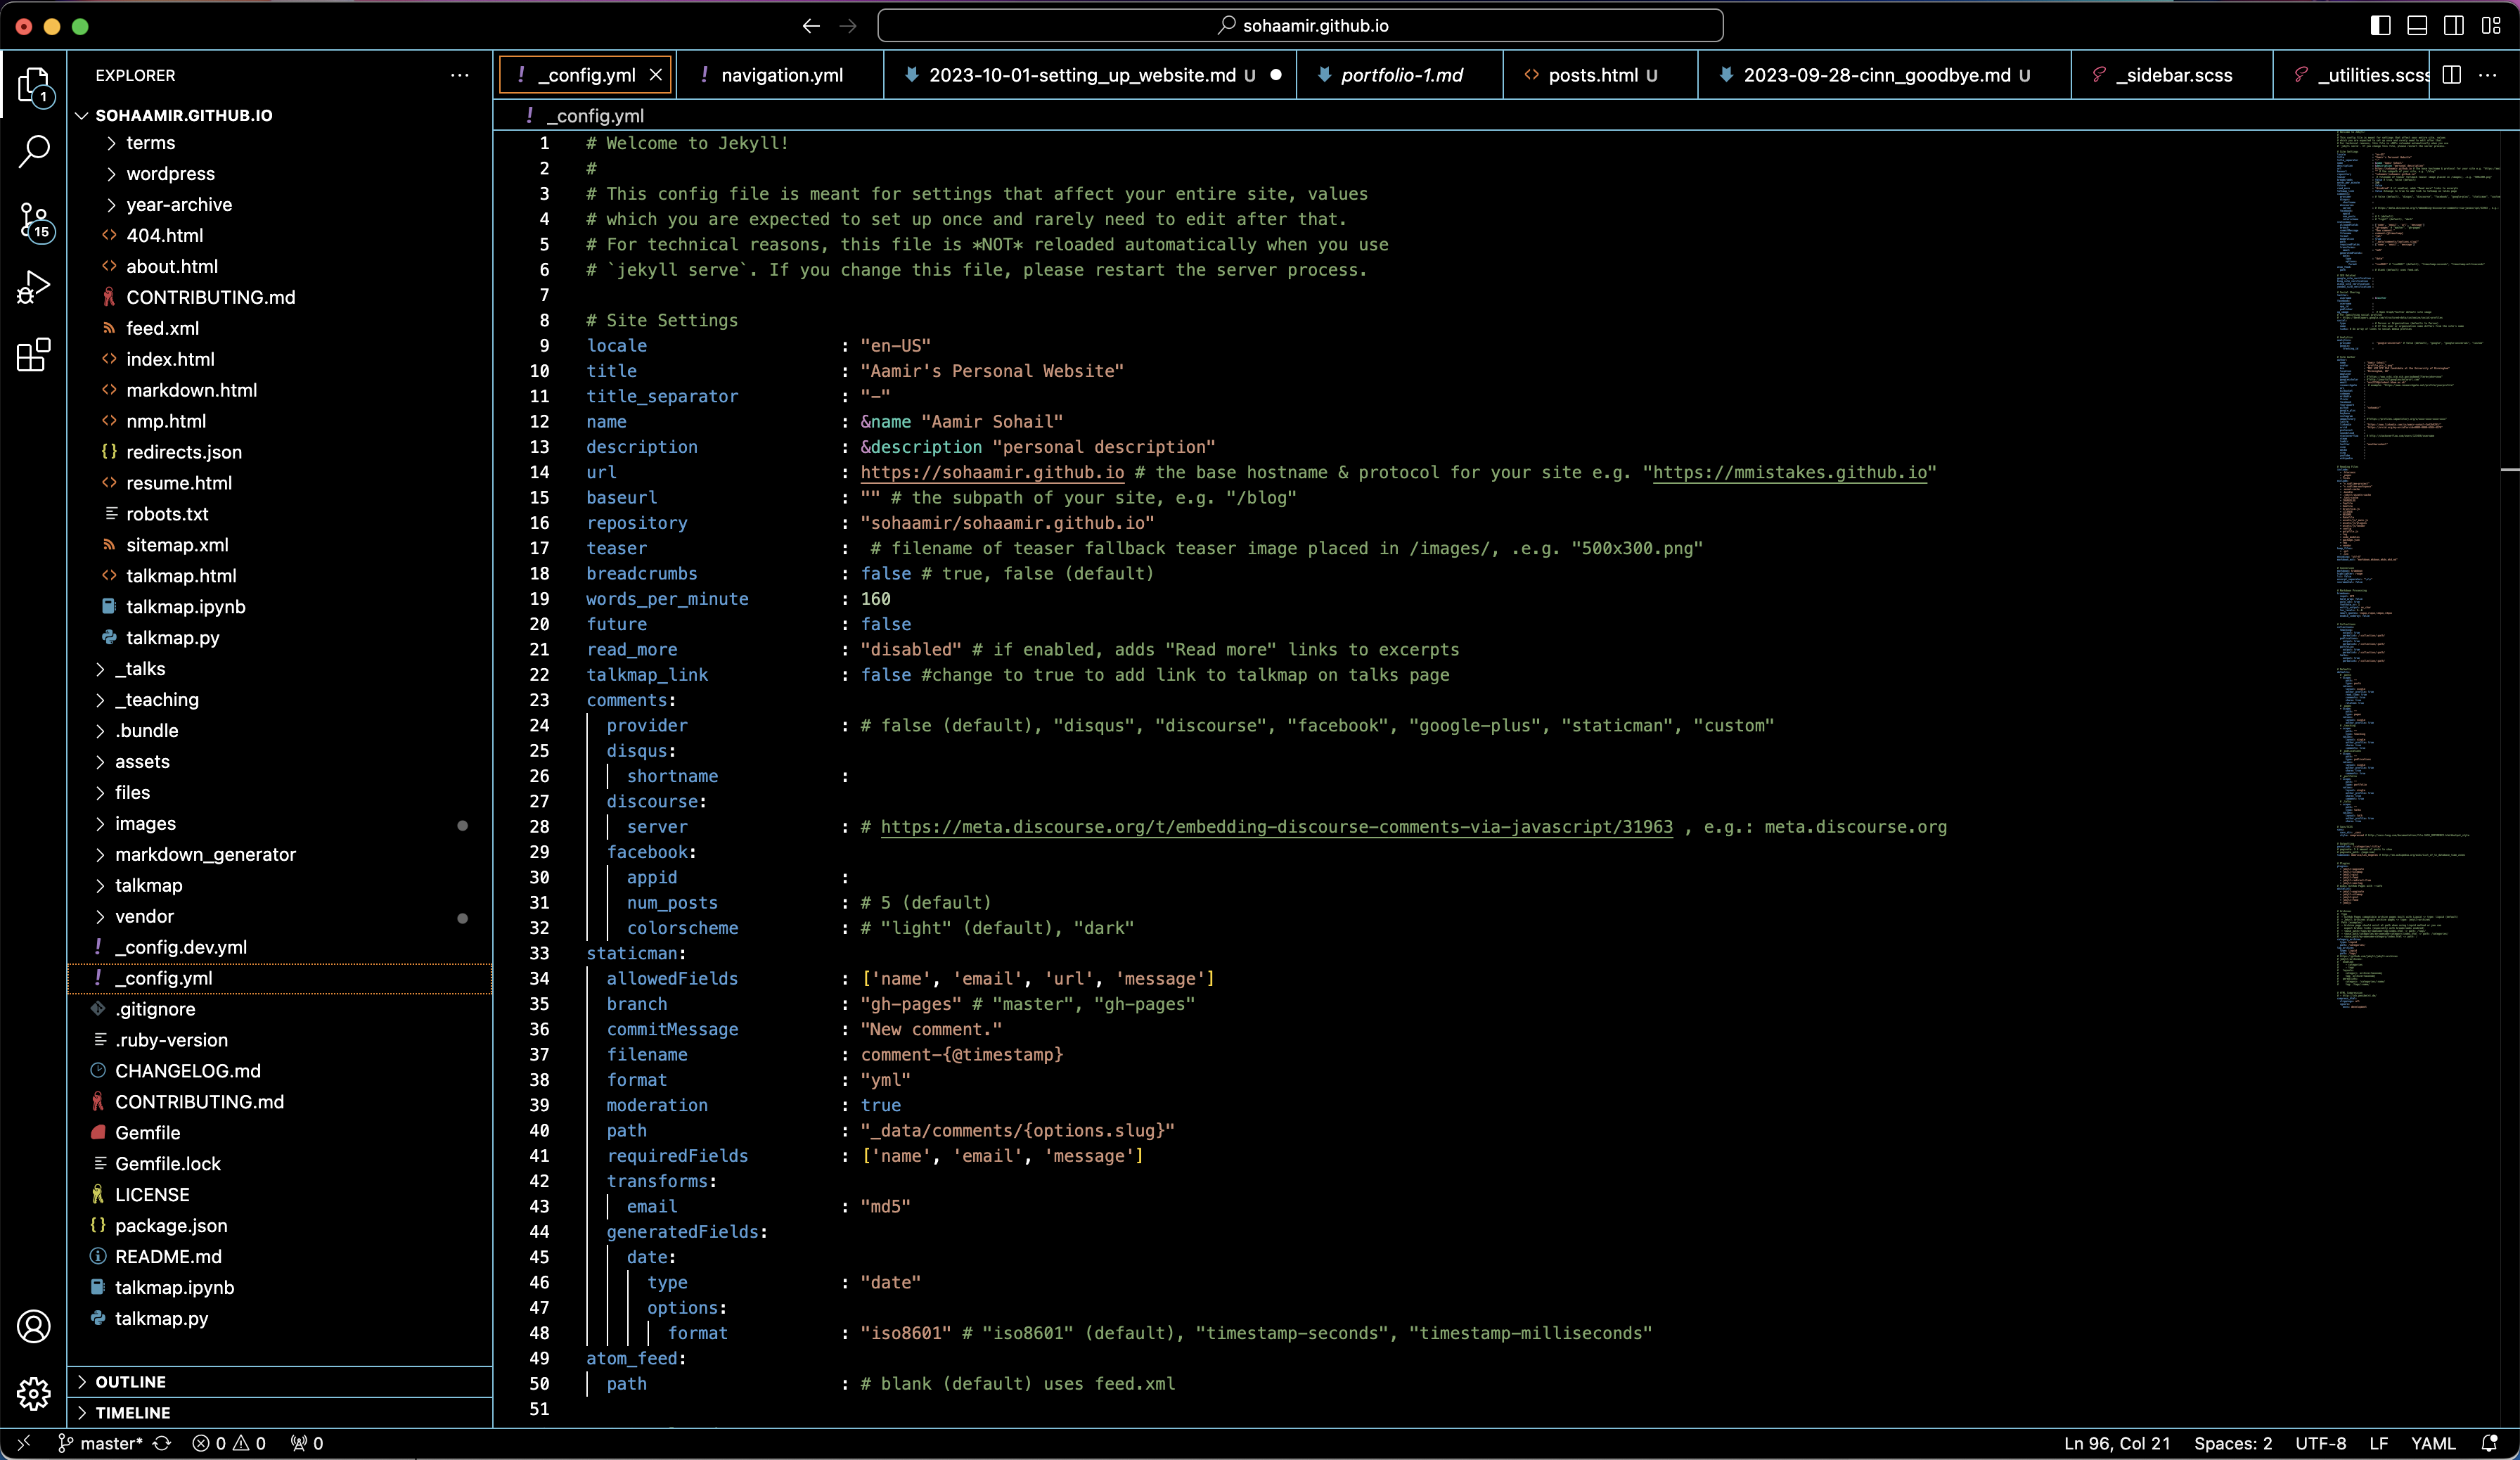 sohaamir.github.io
EXPLORER
_config.yml
navigation.yml
2023-10-01-setting_up_website.md U
portfolio-1.md
posts.html U
2023-09-28-cinn_goodbye.md U
_sidebar.scss
_utilities.scss
1
15
SOHAAMIR.GITHUB.IO
terms
wordpress
year-archive
404.html
about.html
CONTRIBUTING.md
feed.xml
index.html
markdown.html
nmp.html
redirects.json
resume.html
robots.txt
sitemap.xml
talkmap.html
talkmap.ipynb
talkmap.py
_talks
_teaching
.bundle
assets
files
images
markdown_generator
talkmap
vendor
_config.dev.yml
_config.yml
.gitignore
.ruby-version
CHANGELOG.md
CONTRIBUTING.md
Gemfile
Gemfile.lock
LICENSE
package.json
README.md
talkmap.ipynb
talkmap.py
OUTLINE
TIMELINE
_config.yml
1 # Welcome to Jekyll!
2 #
3 # This config file is meant for settings that affect your entire site, values
4 # which you are expected to set up once and rarely need to edit after that.
5 # For technical reasons, this file is *NOT* reloaded automatically when you use
6 # `jekyll serve`. If you change this file, please restart the server process.
7
8 # Site Settings
9 locale : "en-US"
10 title : "Aamir's Personal Website"
11 title_separator : "-"
12 name : &name "Aamir Sohail"
13 description : &description "personal description"
14 url : https://sohaamir.github.io # the base hostname & protocol for your site e.g. "https://mmistakes.github.io"
15 baseurl : "" # the subpath of your site, e.g. "/blog"
16 repository : "sohaamir/sohaamir.github.io"
17 teaser : # filename of teaser fallback teaser image placed in /images/, .e.g. "500x300.png"
18 breadcrumbs : false # true, false (default)
19 words_per_minute : 160
20 future : false
21 read_more : "disabled" # if enabled, adds "Read more" links to excerpts
22 talkmap_link : false #change to true to add link to talkmap on talks page
23 comments:
24 provider : # false (default), "disqus", "discourse", "facebook", "google-plus", "staticman", "custom"
25 disqus:
26 shortname :
27 discourse:
28 server : # https://meta.discourse.org/t/embedding-discourse-comments-via-javascript/31963 , e.g.: meta.discourse.org
29 facebook:
30 appid :
31 num_posts : # 5 (default)
32 colorscheme : # "light" (default), "dark"
33 staticman:
34 allowedFields : ['name', 'email', 'url', 'message']
35 branch : "gh-pages" # "master", "gh-pages"
36 commitMessage : "New comment."
37 filename : comment-{@timestamp}
38 format : "yml"
39 moderation : true
40 path : "_data/comments/{options.slug}"
41 requiredFields : ['name', 'email', 'message']
42 transforms:
43 email : "md5"
44 generatedFields:
45 date:
46 type : "date"
47 options:
48 format : "iso8601" # "iso8601" (default), "timestamp-seconds", "timestamp-milliseconds"
49 atom_feed:
50 path : # blank (default) uses feed.xml
51
master* 0 0 0
Ln 96, Col 21 Spaces: 2 UTF-8 LF YAML